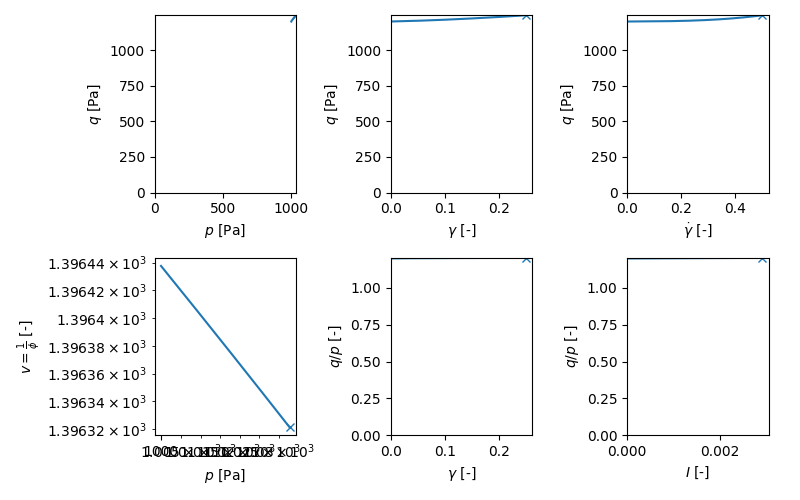 1000
750
500
250
0
q [Pa]
0 500 1000
p [Pa]
1000
750
500
250
0
q [Pa]
0.0 0.1 0.2
γ [-]
1000
750
500
250
0
q [Pa]
0.0 0.2 0.4
γ̇ [-]
1.39644 × 10³
1.39642 × 10³
1.3964 × 10³
1.39638 × 10³
1.39636 × 10³
1.39634 × 10³
1.39632 × 10³
v = 1/ϕ [-]
p [Pa]
1.00
0.75
0.50
0.25
0.00
q/p [-]
0.0 0.1 0.2
γ [-]
1.00
0.75
0.50
0.25
0.00
q/p [-]
0.000 0.002
I [-]